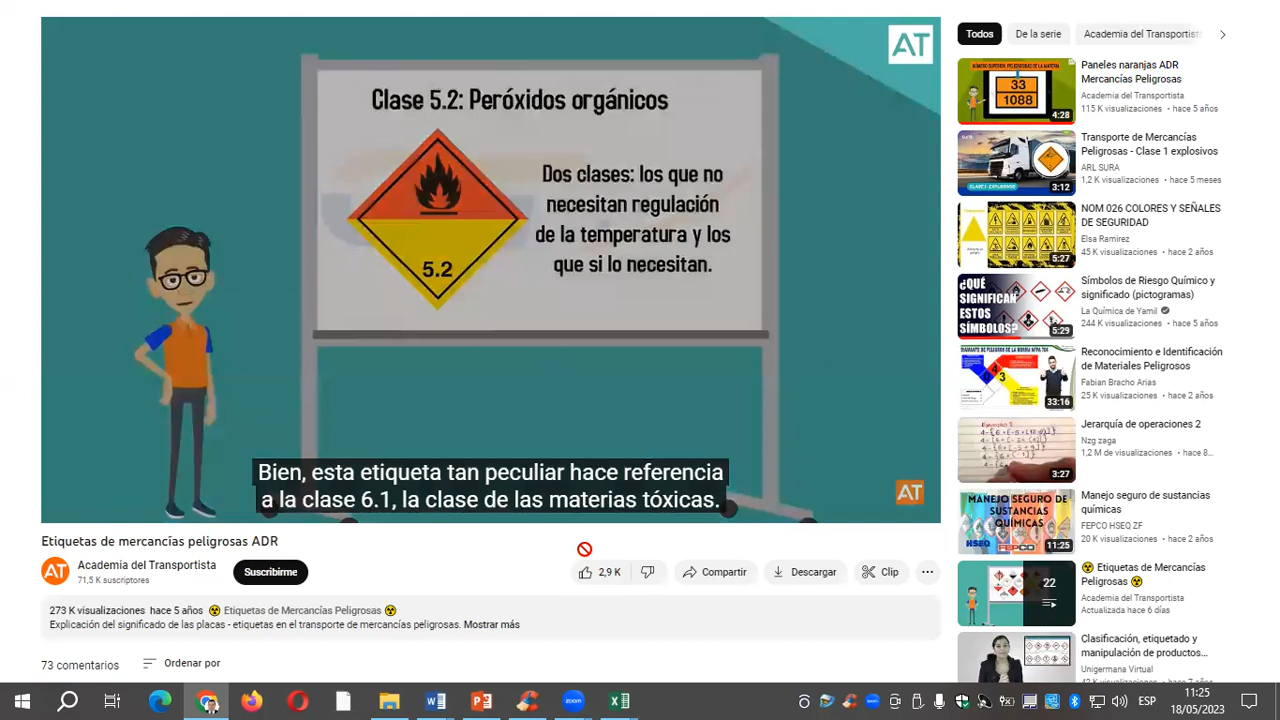 AT
Clase 5.2: Peróxidos orgánicos
Dos clases: los que no
necesitan regulación
de la temperatura y los
que si lo necesitan.
5.2
Bien, esta etiqueta tan peculiar hace referencia
a la clase 6.1, la clase de las materias tóxicas.
AT
Etiquetas de mercancías peligrosas ADR
AT
Academia del Transportista
71,5 K suscriptores
Suscribirme
2,9 K
Compartir
Descargar
Clip
273 K visualizaciones hace 5 años ☢ Etiquetas de Mercancías Peligrosas ☢
Explicación del significado de las placas - etiquetas en el transporte de mercancías peligrosas. Mostrar más
73 comentarios
Ordenar por
Todos
De la serie
Academia del Transportist
33
1088
4:28
Paneles naranjas ADR
Mercancías Peligrosas
Academia del Transportista
115 K visualizaciones • hace 5 años
3:12
Transporte de Mercancías
Peligrosas - Clase 1 explosivos
ARL SURA
1,2 K visualizaciones • hace 5 meses
5:27
NOM 026 COLORES Y SEÑALES
DE SEGURIDAD
Elsa Ramirez
45 K visualizaciones • hace 2 años
¿QUÉ
SIGNIFICAN
ESTOS
SÍMBOLOS?
5:29
Símbolos de Riesgo Químico y
significado (pictogramas)
La Química de Yamil
244 K visualizaciones • hace 5 años
4
3
33:16
Reconocimiento e Identificación
de Materiales Peligrosos
Fabian Bracho Arias
25 K visualizaciones • hace 2 años
3:27
Jerarquía de operaciones 2
Nzg zaga
1,2 M de visualizaciones • hace 8...
MANEJO SEGURO DE
SUSTANCIAS
QUÍMICAS
HSEQ
FEPCO
11:25
Manejo seguro de sustancias
químicas
FEPCO HSEQ ZF
20 K visualizaciones • hace 2 años
22
☢ Etiquetas de Mercancías
Peligrosas ☢
Academia del Transportista
Actualizada hace 6 días
Clasificación, etiquetado y
manipulación de productos...
Unigermana Virtual
zoom
ESP
11:25
18/05/2023